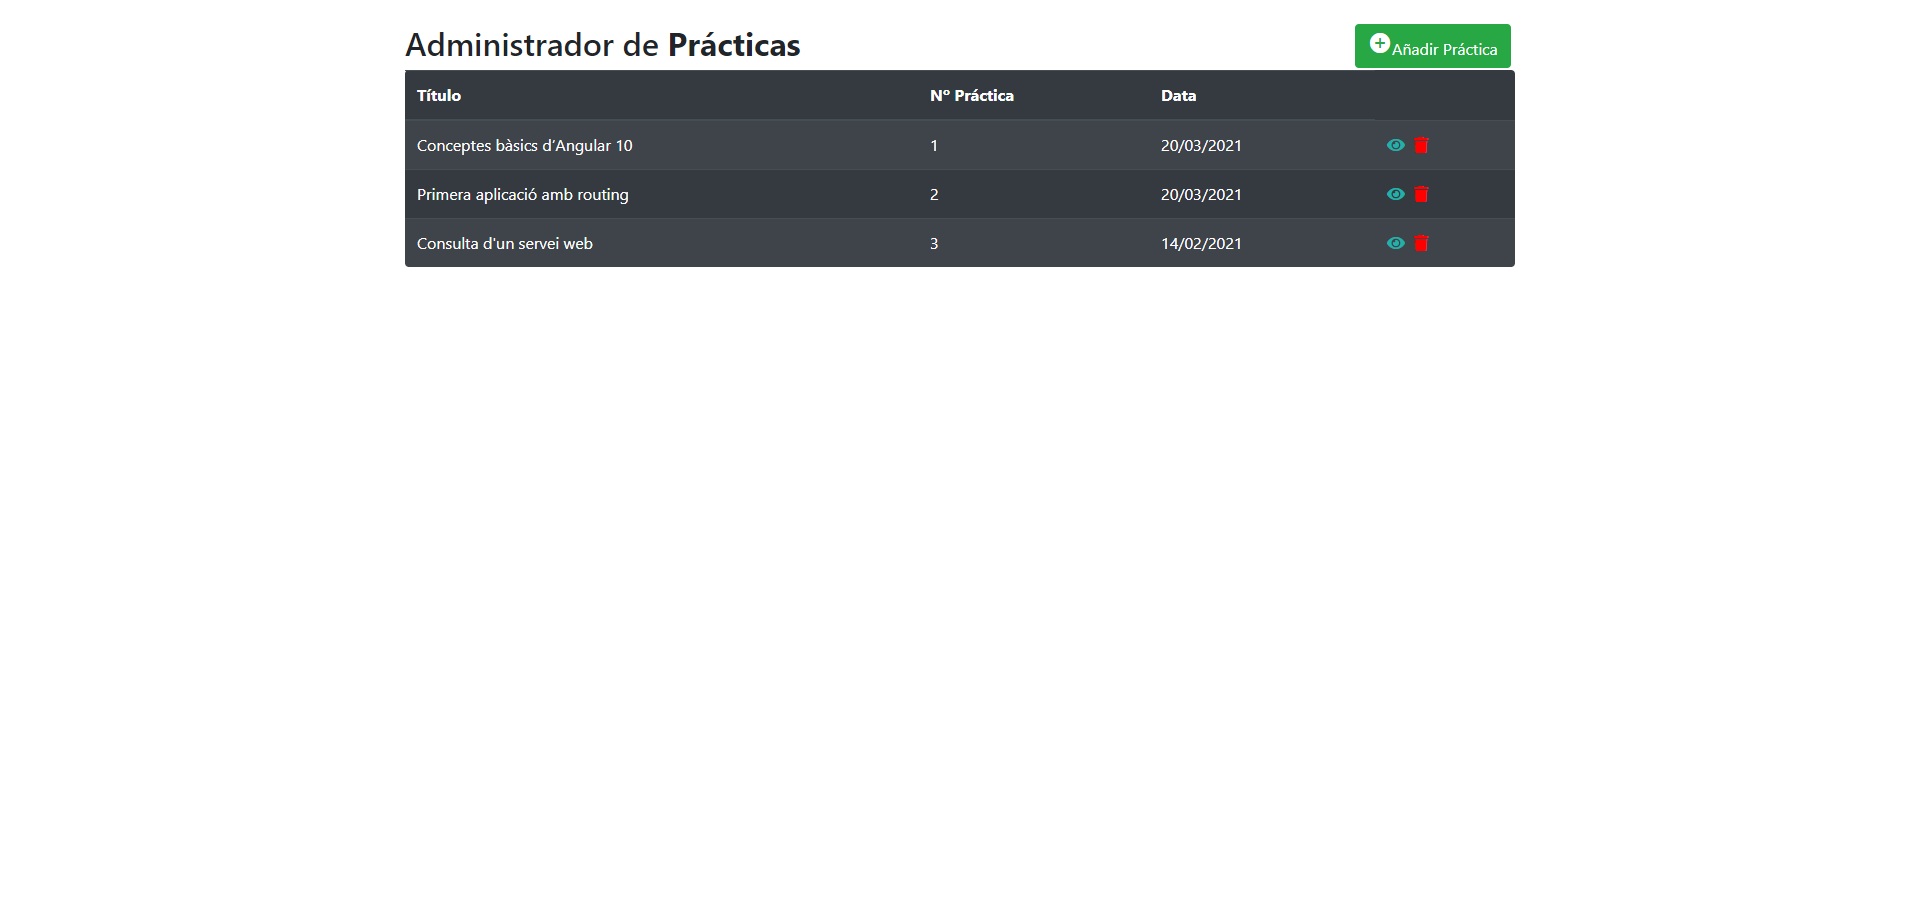 Administrador de Prácticas
Añadir Práctica
Título Nº Práctica Data
Conceptes bàsics d’Angular 10 1 20/03/2021
Primera aplicació amb routing 2 20/03/2021
Consulta d'un servei web 3 14/02/2021